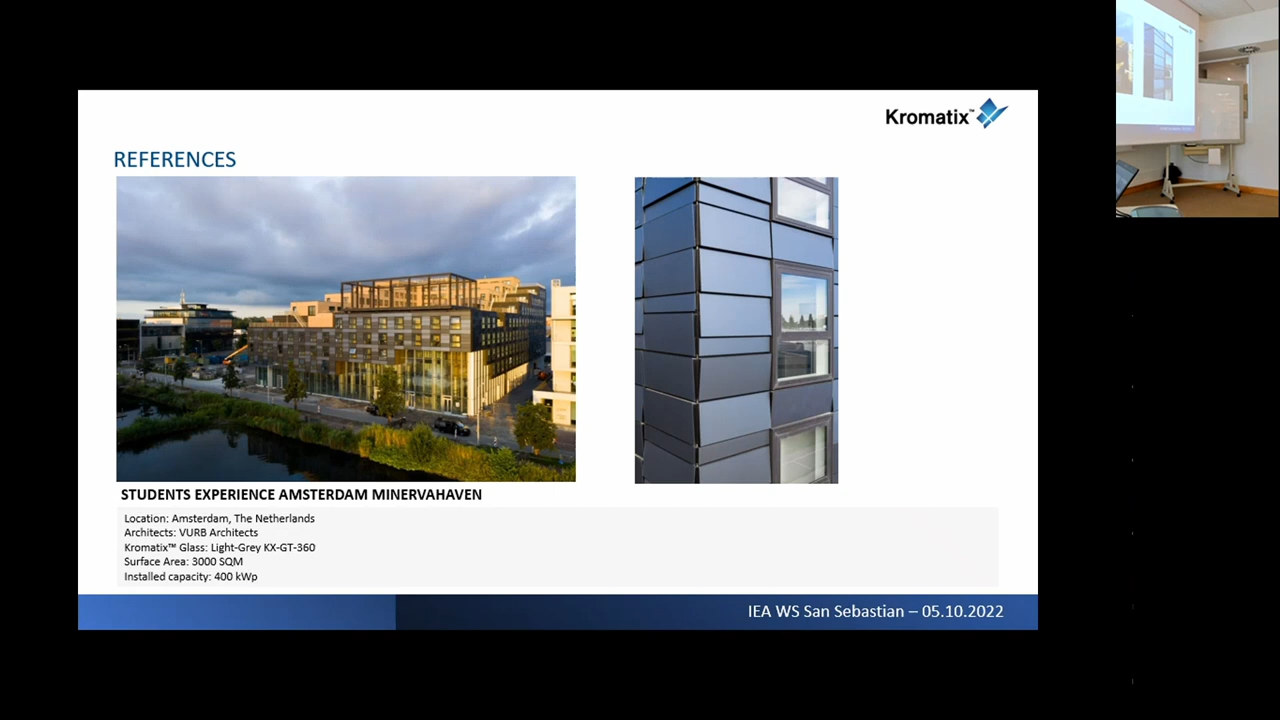 Kromatix™
REFERENCES
STUDENTS EXPERIENCE AMSTERDAM MINERVAHAVEN
Location: Amsterdam, The Netherlands
Architects: VURB Architects
Kromatix™ Glass: Light-Grey KX-GT-360
Surface Area: 3000 SQM
Installed capacity: 400 kWp
IEA WS San Sebastian – 05.10.2022